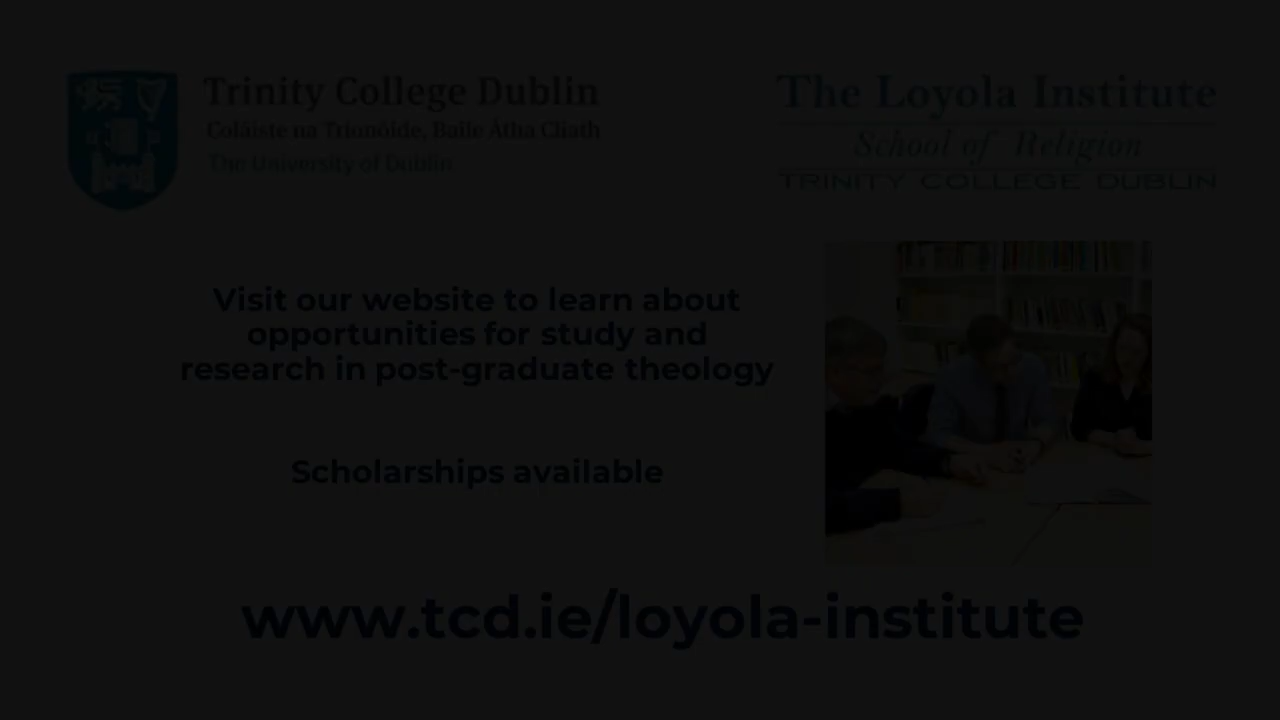 Trinity College Dublin
Coláiste na Tríonóide, Baile Átha Cliath
The University of Dublin
The Loyola Institute
School of Religion
TRINITY COLLEGE DUBLIN
Visit our website to learn about
opportunities for study and
research in post-graduate theology
Scholarships available
www.tcd.ie/loyola-institute